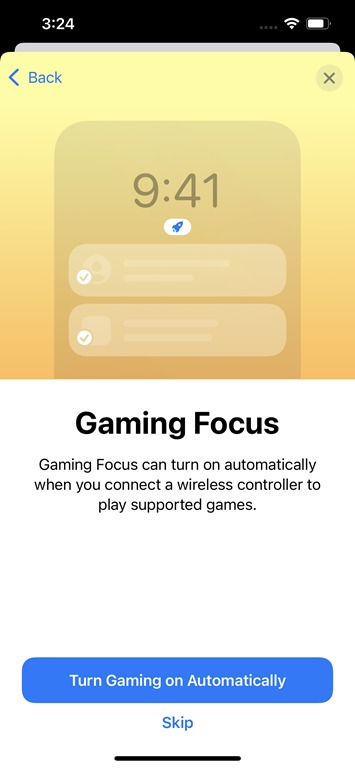 3:24
Back
9:41
Gaming Focus
Gaming Focus can turn on automatically
when you connect a wireless controller to
play supported games.
Turn Gaming on Automatically
Skip